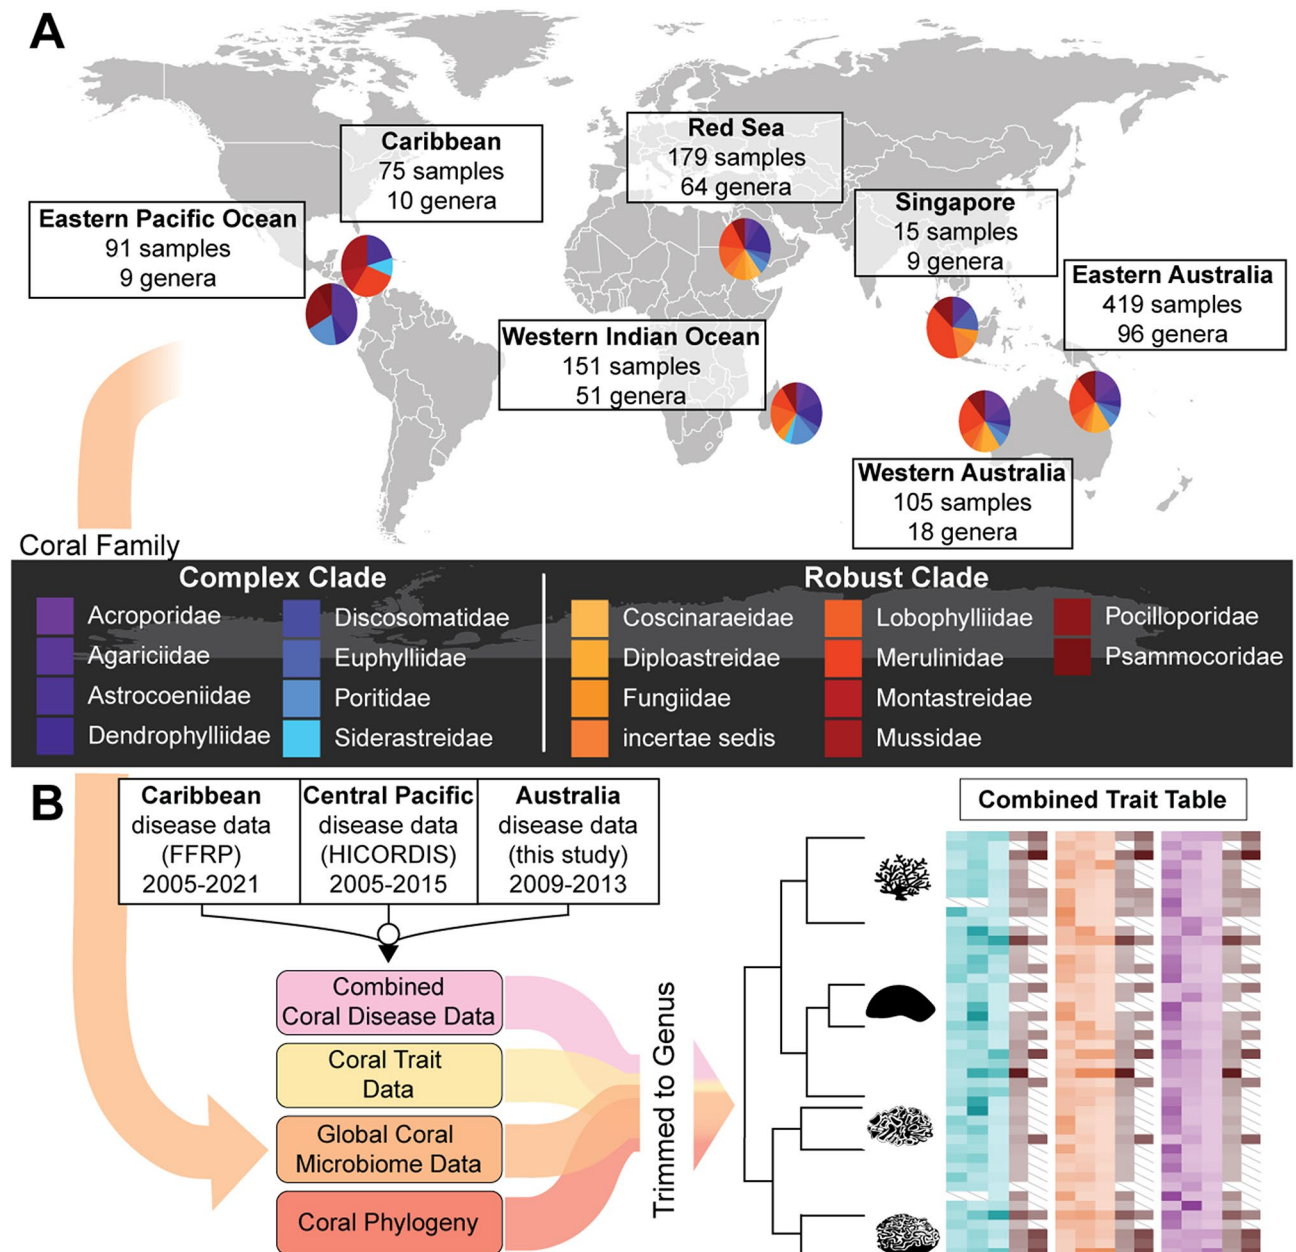 A
Caribbean
75 samples
10 genera
Red Sea
179 samples
64 genera
Eastern Pacific Ocean
91 samples
9 genera
Singapore
15 samples
9 genera
Eastern Australia
419 samples
96 genera
Western Indian Ocean
151 samples
51 genera
Western Australia
105 samples
18 genera
Coral Family
Complex Clade
Acroporidae
Agariciidae
Astrocoeniidae
Dendrophylliidae
Discosomatidae
Euphylliidae
Poritidae
Siderastreidae
Robust Clade
Coscinaraeidae
Diploastreidae
Fungiidae
incertae sedis
Lobophylliidae
Merulinidae
Montastreidae
Mussidae
Pocilloporidae
Psammocoridae
B
Caribbean
disease data
(FFRP)
2005-2021
Central Pacific
disease data
(HICORDIS)
2005-2015
Australia
disease data
(this study)
2009-2013
Combined
Coral Disease Data
Coral Trait
Data
Global Coral
Microbiome Data
Coral Phylogeny
Trimmed to Genus
Combined Trait Table